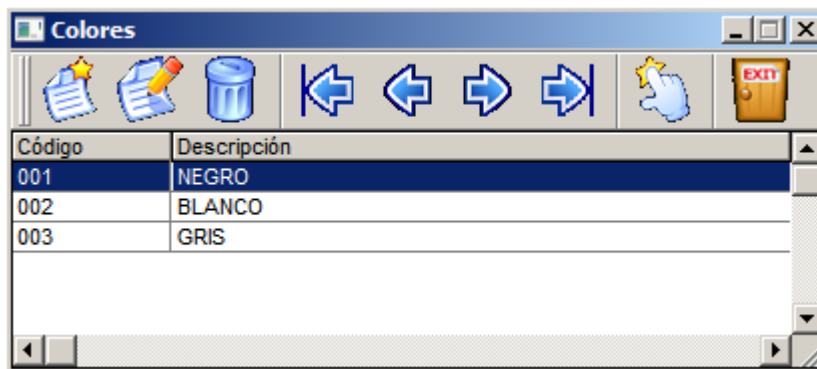 Colores
EXIT
Código Descripción
001 NEGRO
002 BLANCO
003 GRIS